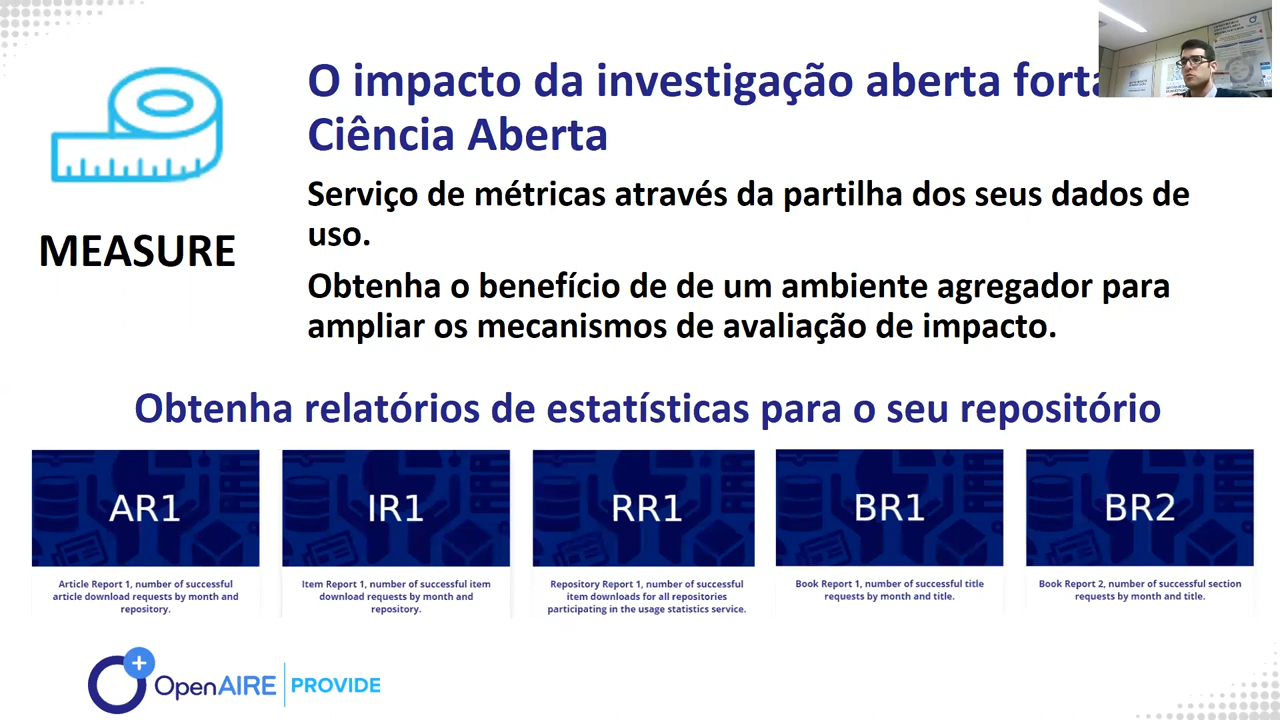 O impacto da investigação aberta
Ciência Aberta
Serviço de métricas através da partilha dos seus dados de
uso.
MEASURE
Obtenha o benefício de de um ambiente agregador para
ampliar os mecanismos de avaliação de impacto.
Obtenha relatórios de estatísticas para o seu repositório
AR1
IR1
RR1
BR1
BR2
Article Report 1, number of successful
article download requests by month and
repository.
Item Report 1, number of successful item
download requests by month and
repository.
Repository Report 1, number of successful
item downloads for all repositories
participating in the usage statistics service.
Book Report 1, number of successful title
requests by month and title.
Book Report 2, number of successful section
requests by month and title.
OpenAIRE
PROVIDE